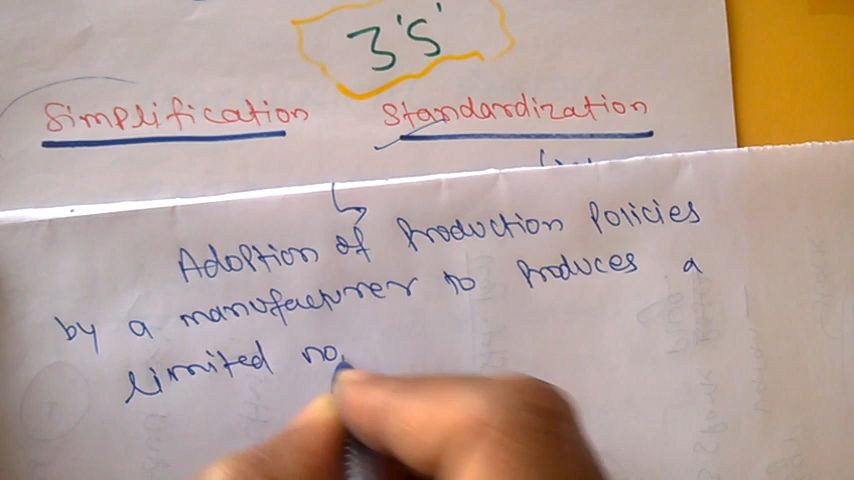 3'S'
Simplification Standardization
Adoption of Production Policies
by a manufacturer to Produces a
limited no.